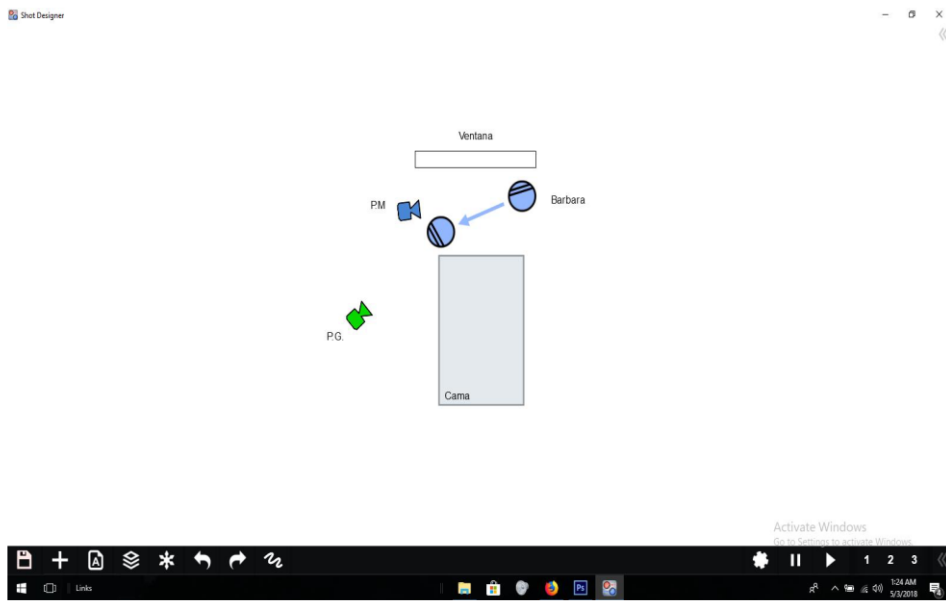 Shot Designer
Ventana
P.M
Barbara
P.G.
Cama
Activate Windows
Go to Settings to activate Windows.
A
1 2 3
Links
Ps
1:24 AM
5/3/2018